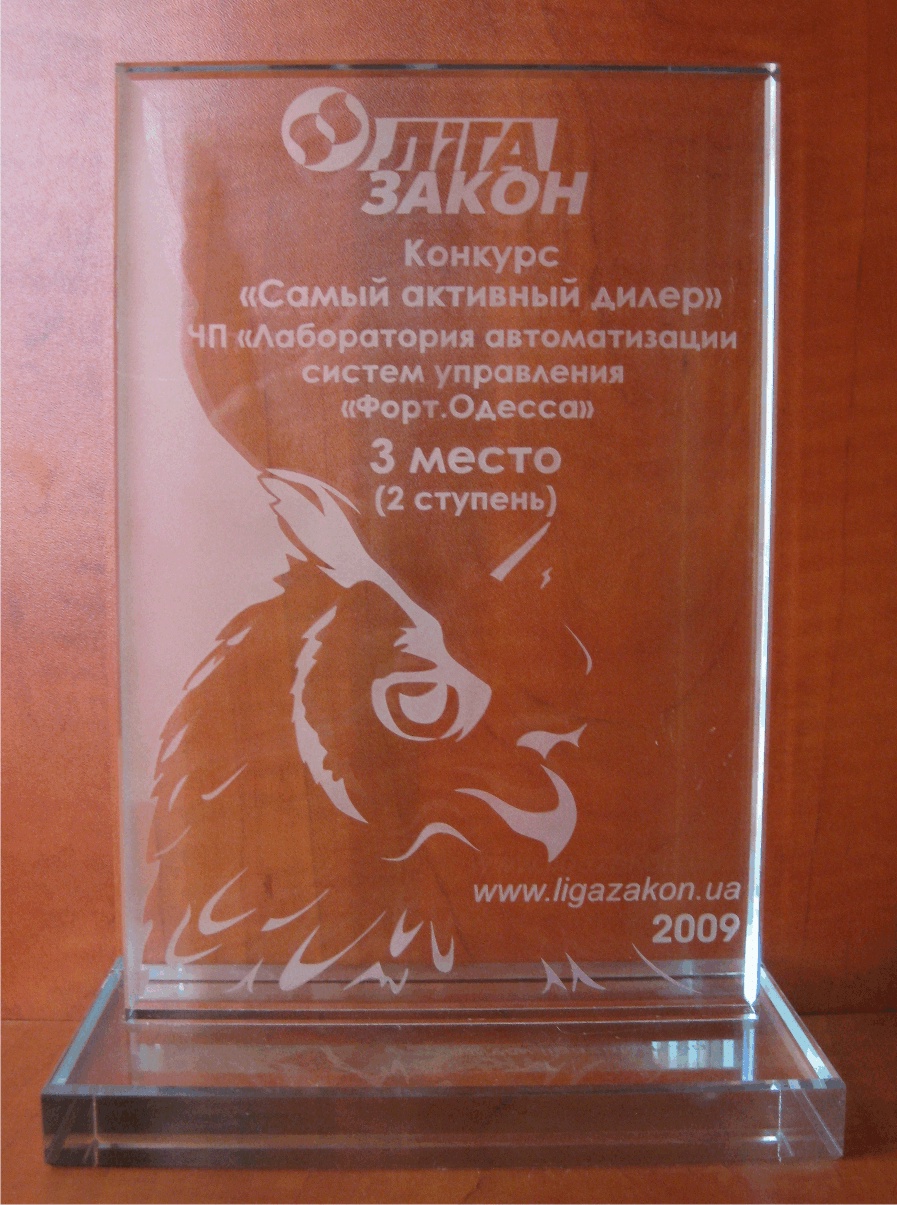 ЛІГА
ЗАКОН
Конкурс
«Самый активный дилер»
ЧП «Лаборатория автоматизации
систем управления
«Форт.Одесса»
3 место
(2 ступень)
www.ligazakon.ua
2009